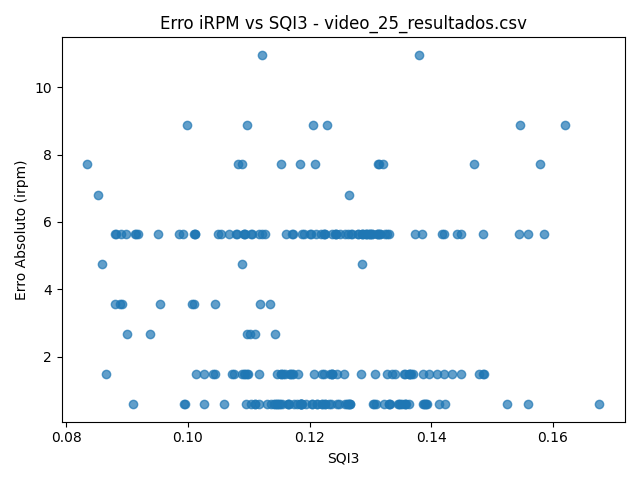 Erro iRPM vs SQI3 - video_25_resultados.csv
Erro Absoluto (irpm)
10
8
6
4
2
0.08 0.10 0.12 0.14 0.16
SQI3